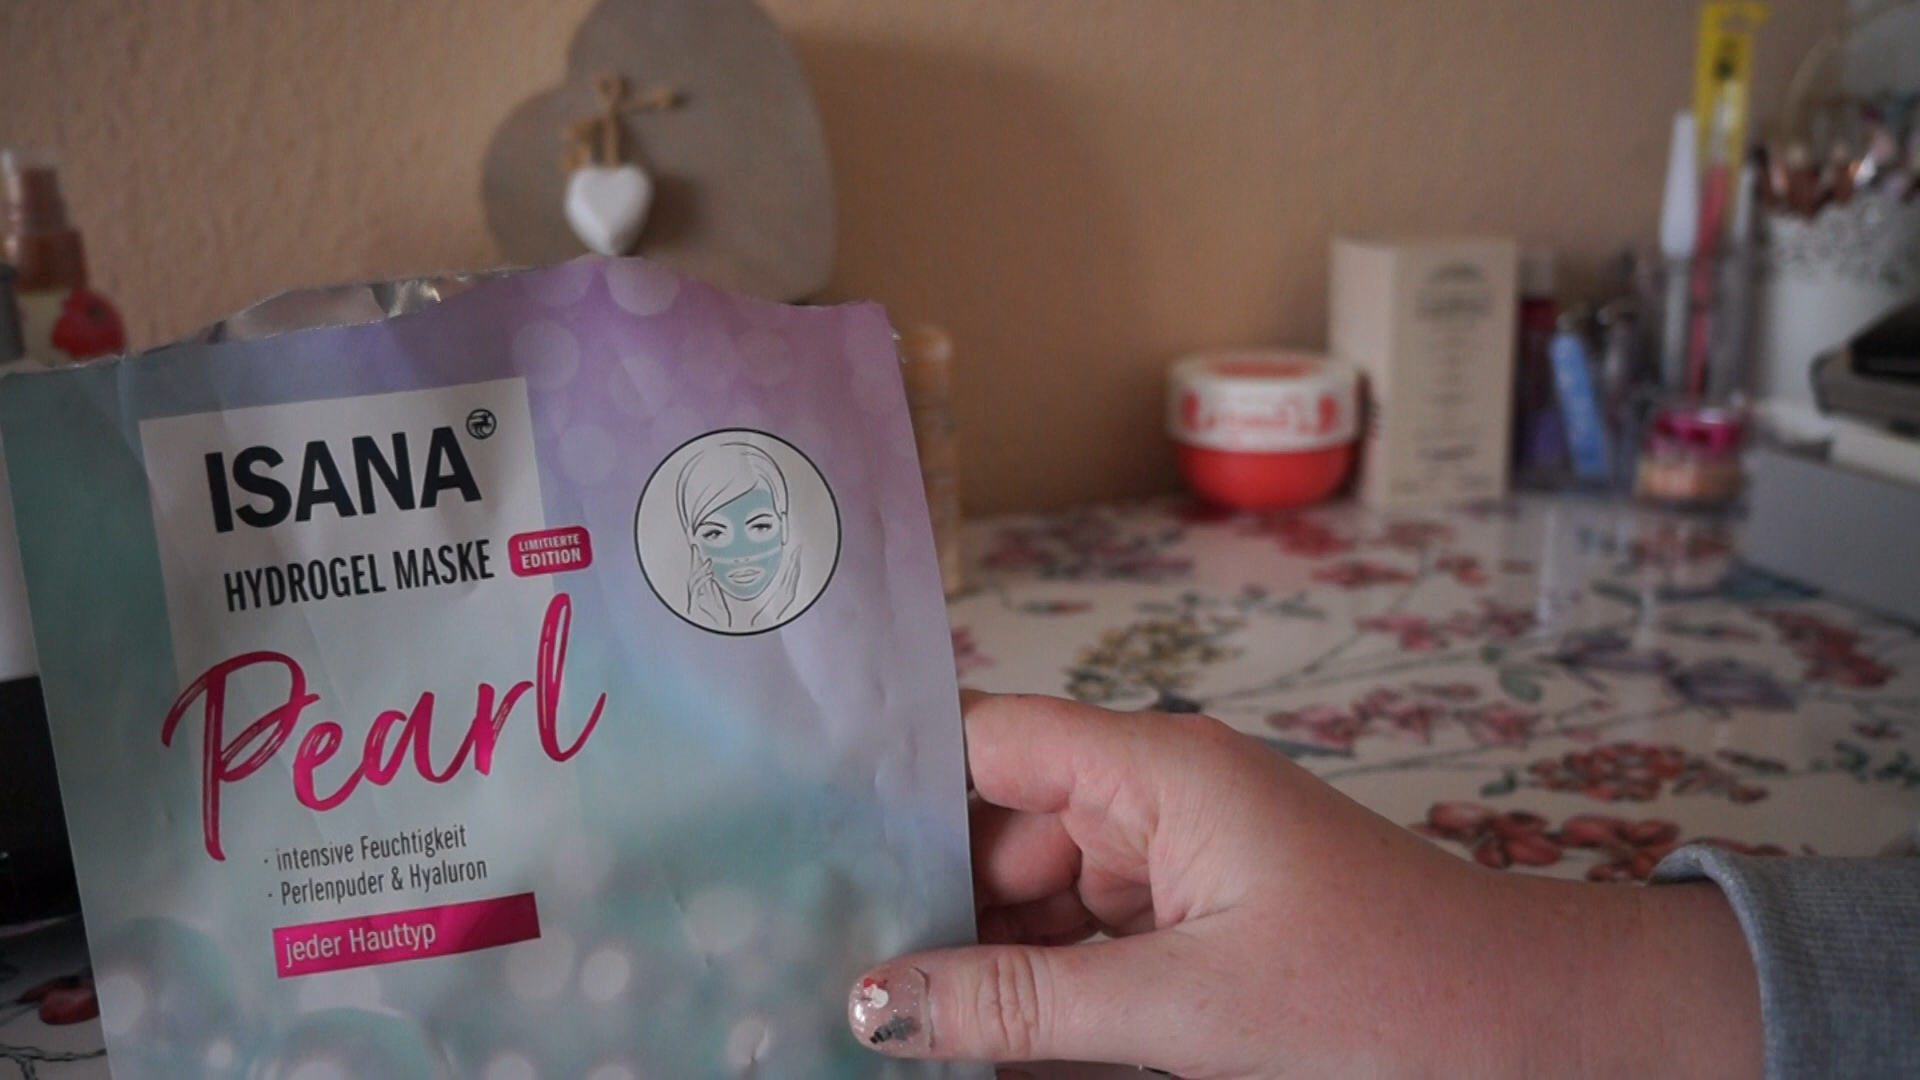 ISANA
HYDROGEL MASKE
LIMITIERTE
EDITION
Pearl
· intensive Feuchtigkeit
· Perlenpuder & Hyaluron
jeder Hauttyp